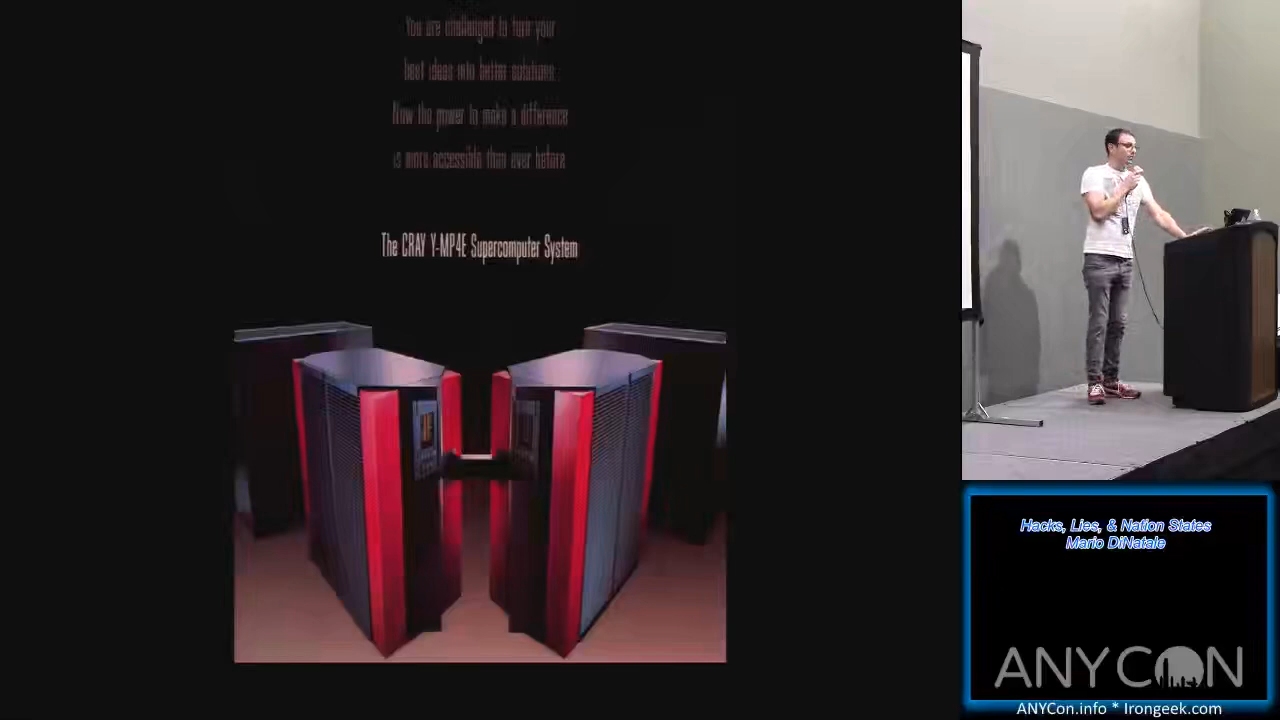 You are challenged to turn your
best ideas into better solutions.
Now the power to make a difference
is more accessible than ever before
The CRAY Y-MP4E Supercomputer System
Hacks, Lies, & Nation States
Mario DiNatale
ANYCON
ANYCon.info * Irongeek.com